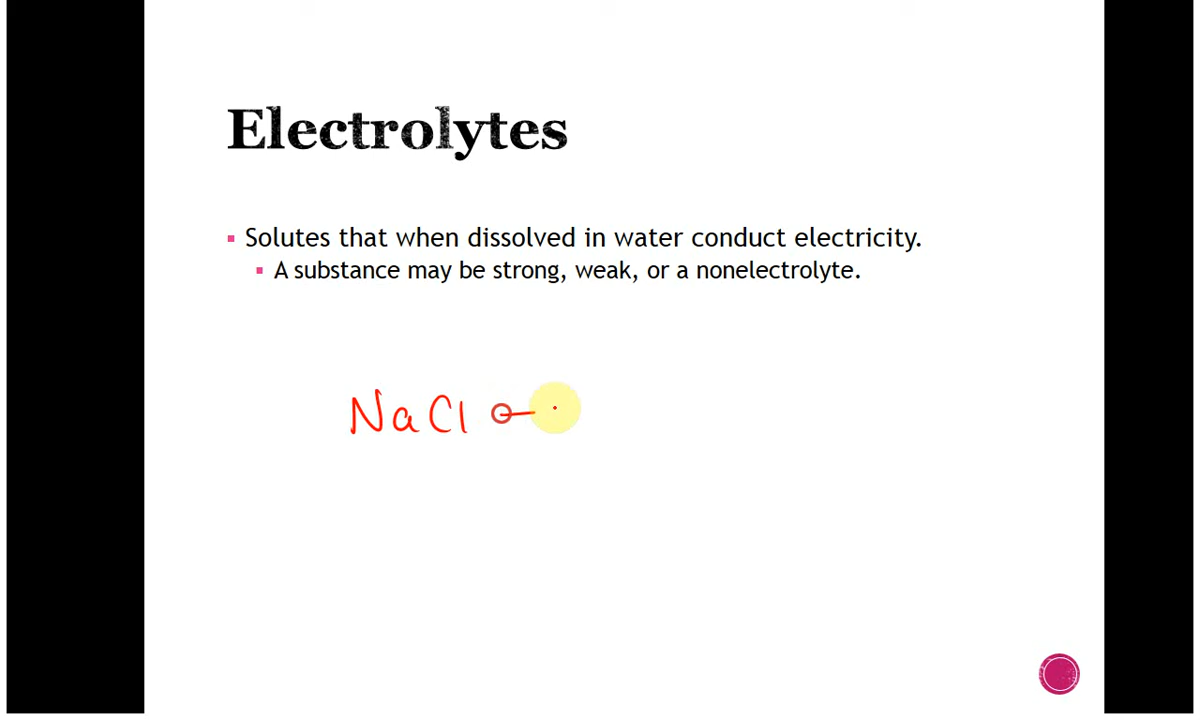 Electrolytes
Solutes that when dissolved in water conduct electricity.
A substance may be strong, weak, or a nonelectrolyte.
NaCl